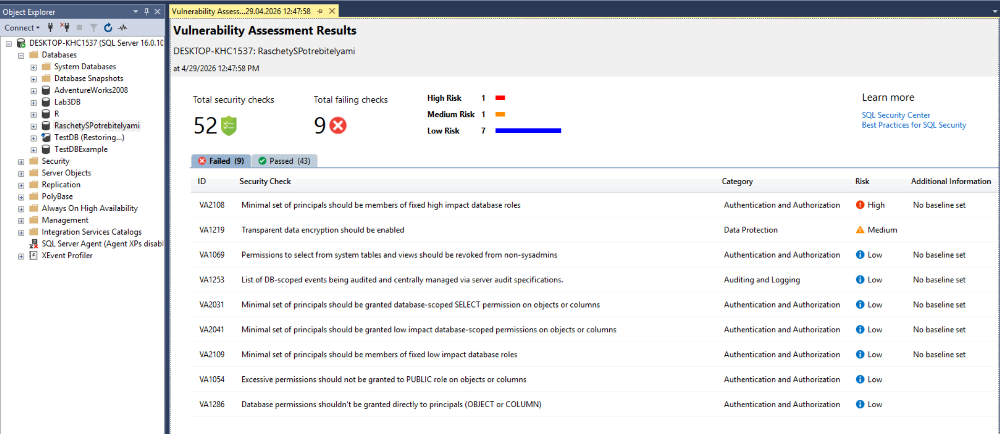 Object Explorer
Connect
DESKTOP-KHC1537 (SQL Server 16.0.10
Databases
System Databases
Database Snapshots
AdventureWorks2008
Lab3DB
R
RaschetySPotrebitelyami
TestDB (Restoring...)
TestDBExample
Security
Server Objects
Replication
PolyBase
Always On High Availability
Management
Integration Services Catalogs
SQL Server Agent (Agent XPs disabl
XEvent Profiler
Vulnerability Assess...29.04.2026 12:47:58
Vulnerability Assessment Results
DESKTOP-KHC1537: RaschetySPotrebitelyami
at 4/29/2026 12:47:58 PM
Total security checks
52
Total failing checks
9
High Risk 1
Medium Risk 1
Low Risk 7
Learn more
SQL Security Center
Best Practices for SQL Security
Failed (9) Passed (43)
ID Security Check Category Risk Additional Information
VA2108 Minimal set of principals should be members of fixed high impact database roles Authentication and Authorization High No baseline set
VA1219 Transparent data encryption should be enabled Data Protection Medium
VA1069 Permissions to select from system tables and views should be revoked from non-sysadmins Authentication and Authorization Low No baseline set
VA1253 List of DB-scoped events being audited and centrally managed via server audit specifications. Auditing and Logging Low No baseline set
VA2031 Minimal set of principals should be granted database-scoped SELECT permission on objects or columns Authentication and Authorization Low No baseline set
VA2041 Minimal set of principals should be granted low impact database-scoped permissions on objects or columns Authentication and Authorization Low No baseline set
VA2109 Minimal set of principals should be members of fixed low impact database roles Authentication and Authorization Low No baseline set
VA1054 Excessive permissions should not be granted to PUBLIC role on objects or columns Authentication and Authorization Low
VA1286 Database permissions shouldn't be granted directly to principals (OBJECT or COLUMN) Authentication and Authorization Low